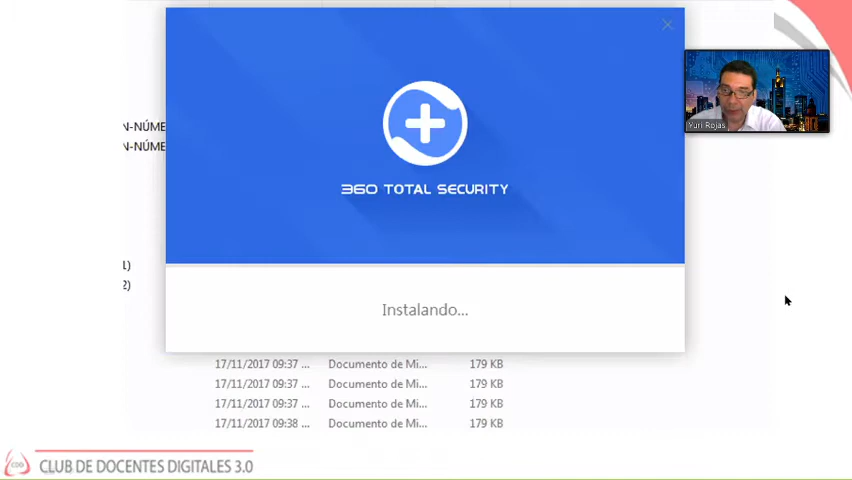 360 TOTAL SECURITY
Yuri Rojas
N-NÚME
N-NÚME
1)
2)
Instalando...
17/11/2017 09:37 ... Documento de Mi... 179 KB
17/11/2017 09:37 ... Documento de Mi... 179 KB
17/11/2017 09:37 ... Documento de Mi... 179 KB
17/11/2017 09:38 ... Documento de Mi... 179 KB
CDD CLUB DE DOCENTES DIGITALES 3.0